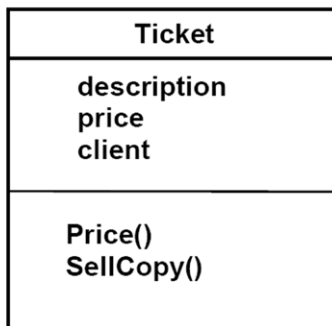 Ticket
description
price
client
Price()
SellCopy()